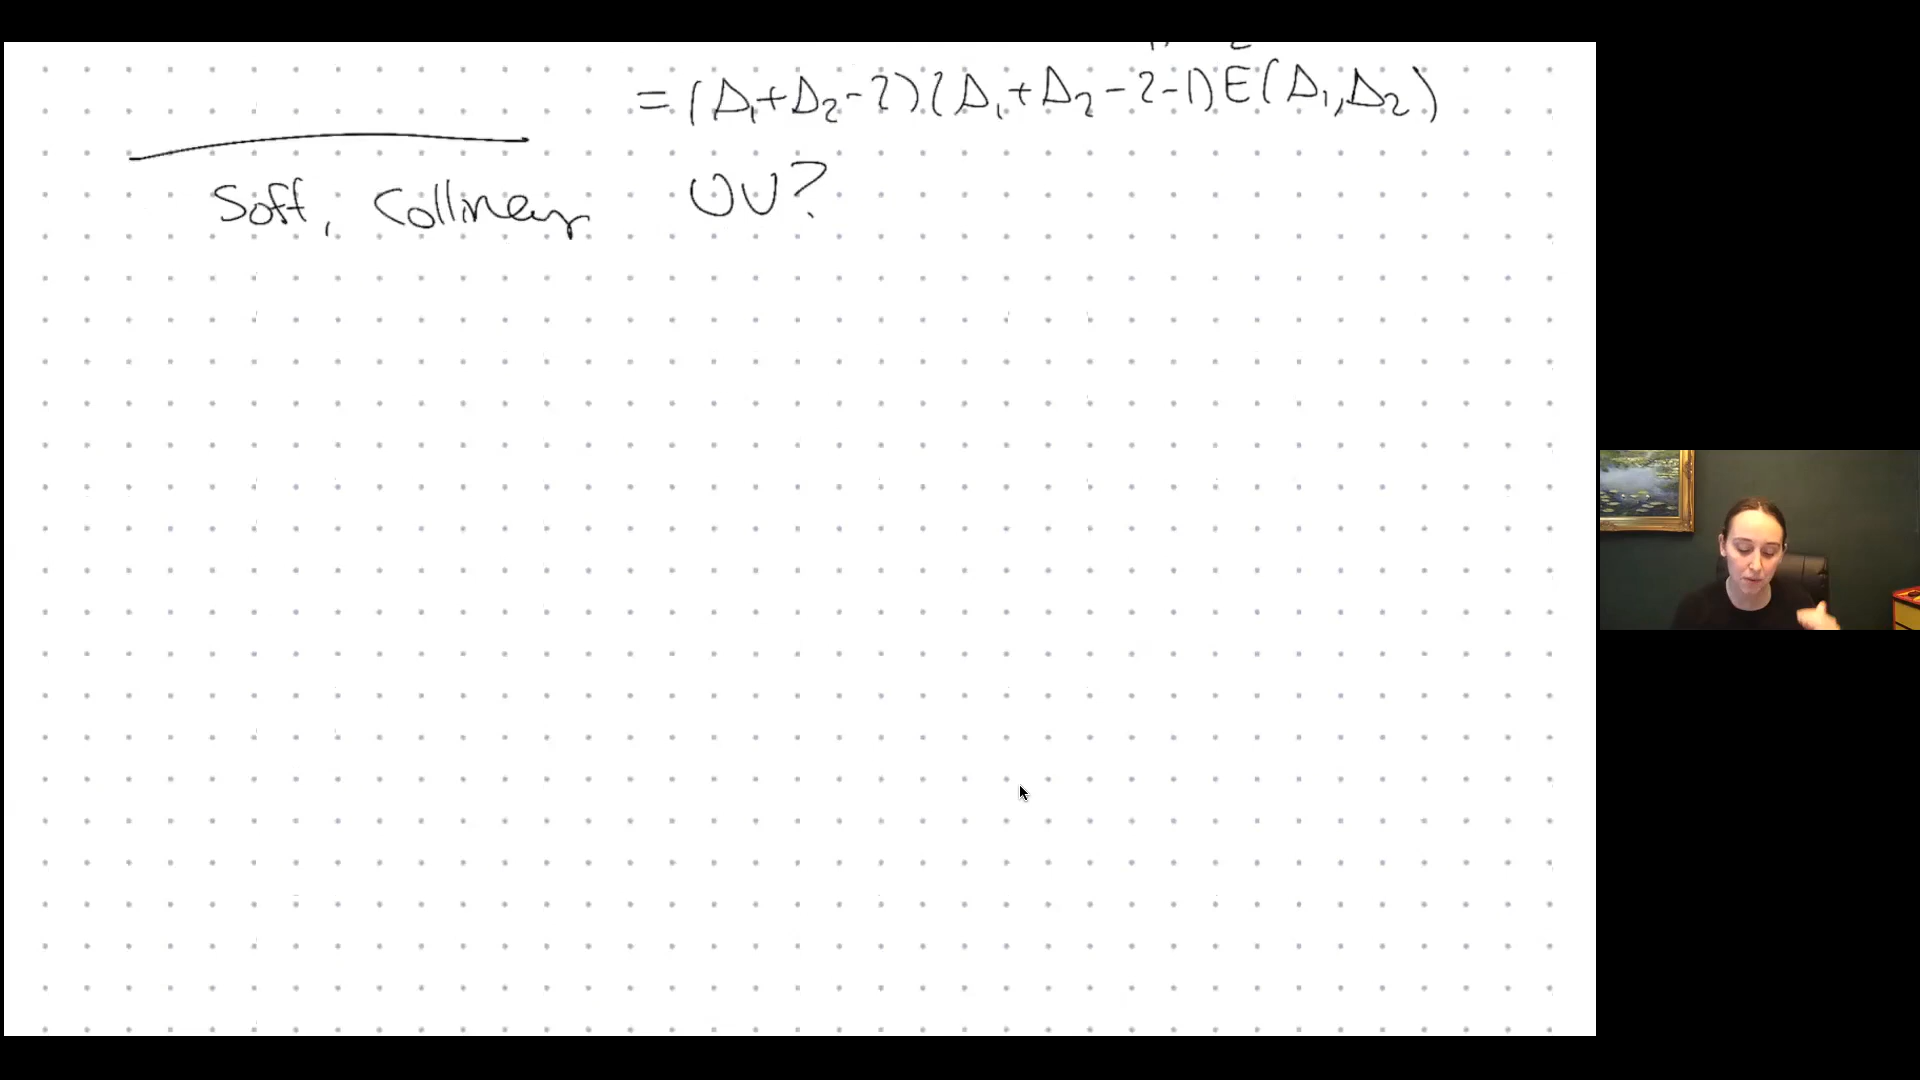 = (Δ₁+Δ₂-2)(Δ₁+Δ₂-2-1)E(Δ₁,Δ₂)
Soft, Collinear UV?